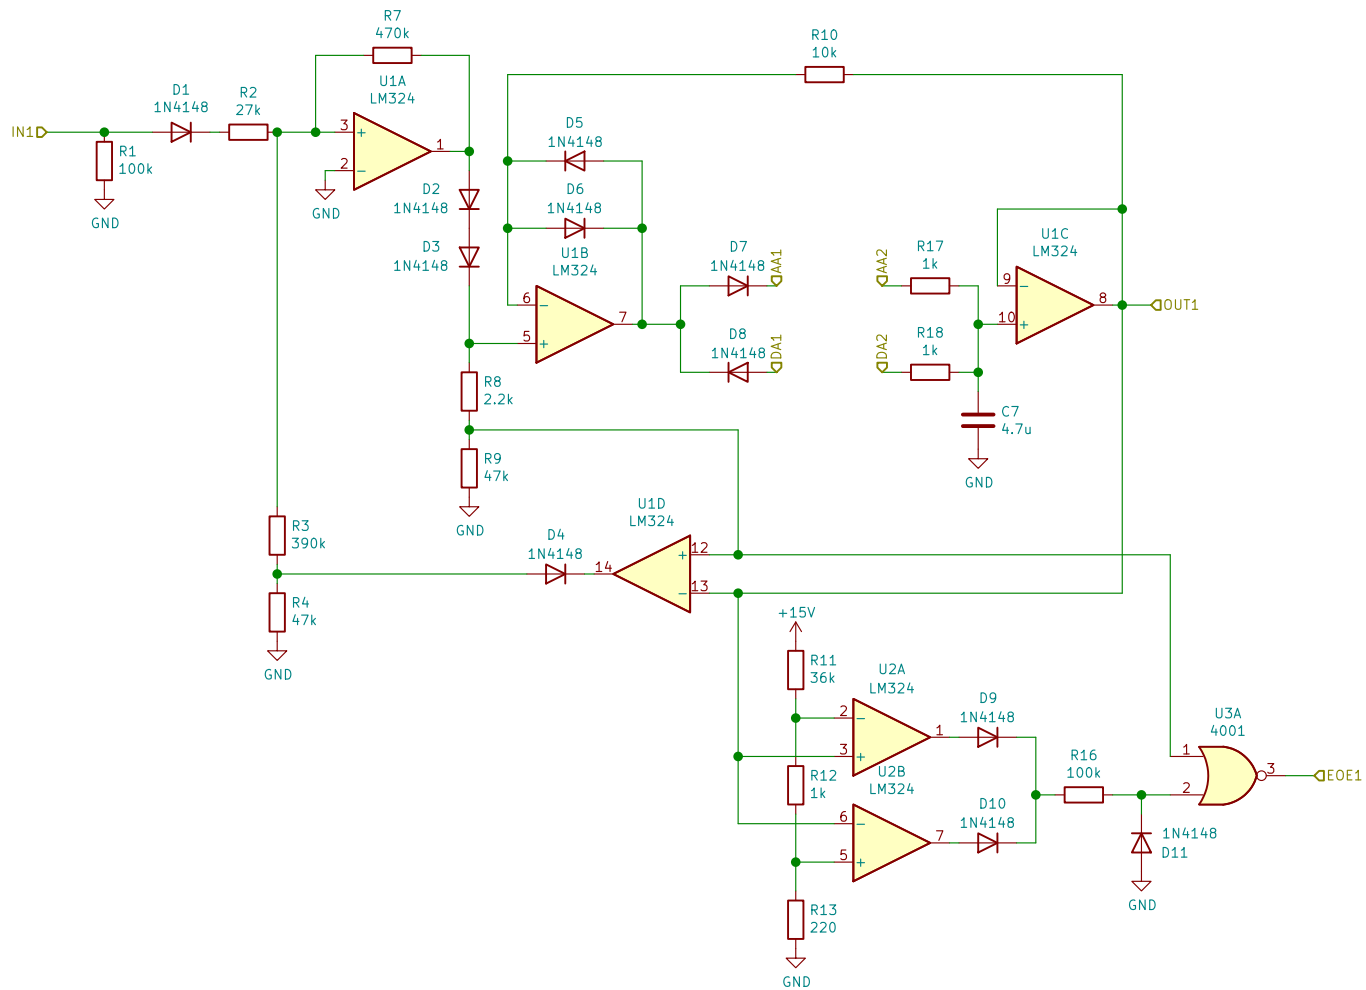 R7
470k
R10
10k
D1
1N4148
R2
27k
U1A
LM324
IN1
3
+
1
2
−
R1
100k
GND
GND
D5
1N4148
D6
1N4148
D2
1N4148
D3
1N4148
U1B
LM324
6
−
7
5
+
D7
1N4148
AA1
D8
1N4148
DA1
AA2
R17
1k
DA2
R18
1k
U1C
LM324
9
−
8
10
+
OUT1
R8
2.2k
C7
4.7u
GND
R9
47k
GND
U1D
LM324
D4
1N4148
14
+
12
−
13
R3
390k
R4
47k
GND
+15V
R11
36k
U2A
LM324
2
−
1
3
+
D9
1N4148
R12
1k
U2B
LM324
6
−
7
5
+
D10
1N4148
R16
100k
U3A
4001
1
2
3
EOE1
1N4148
D11
GND
R13
220
GND